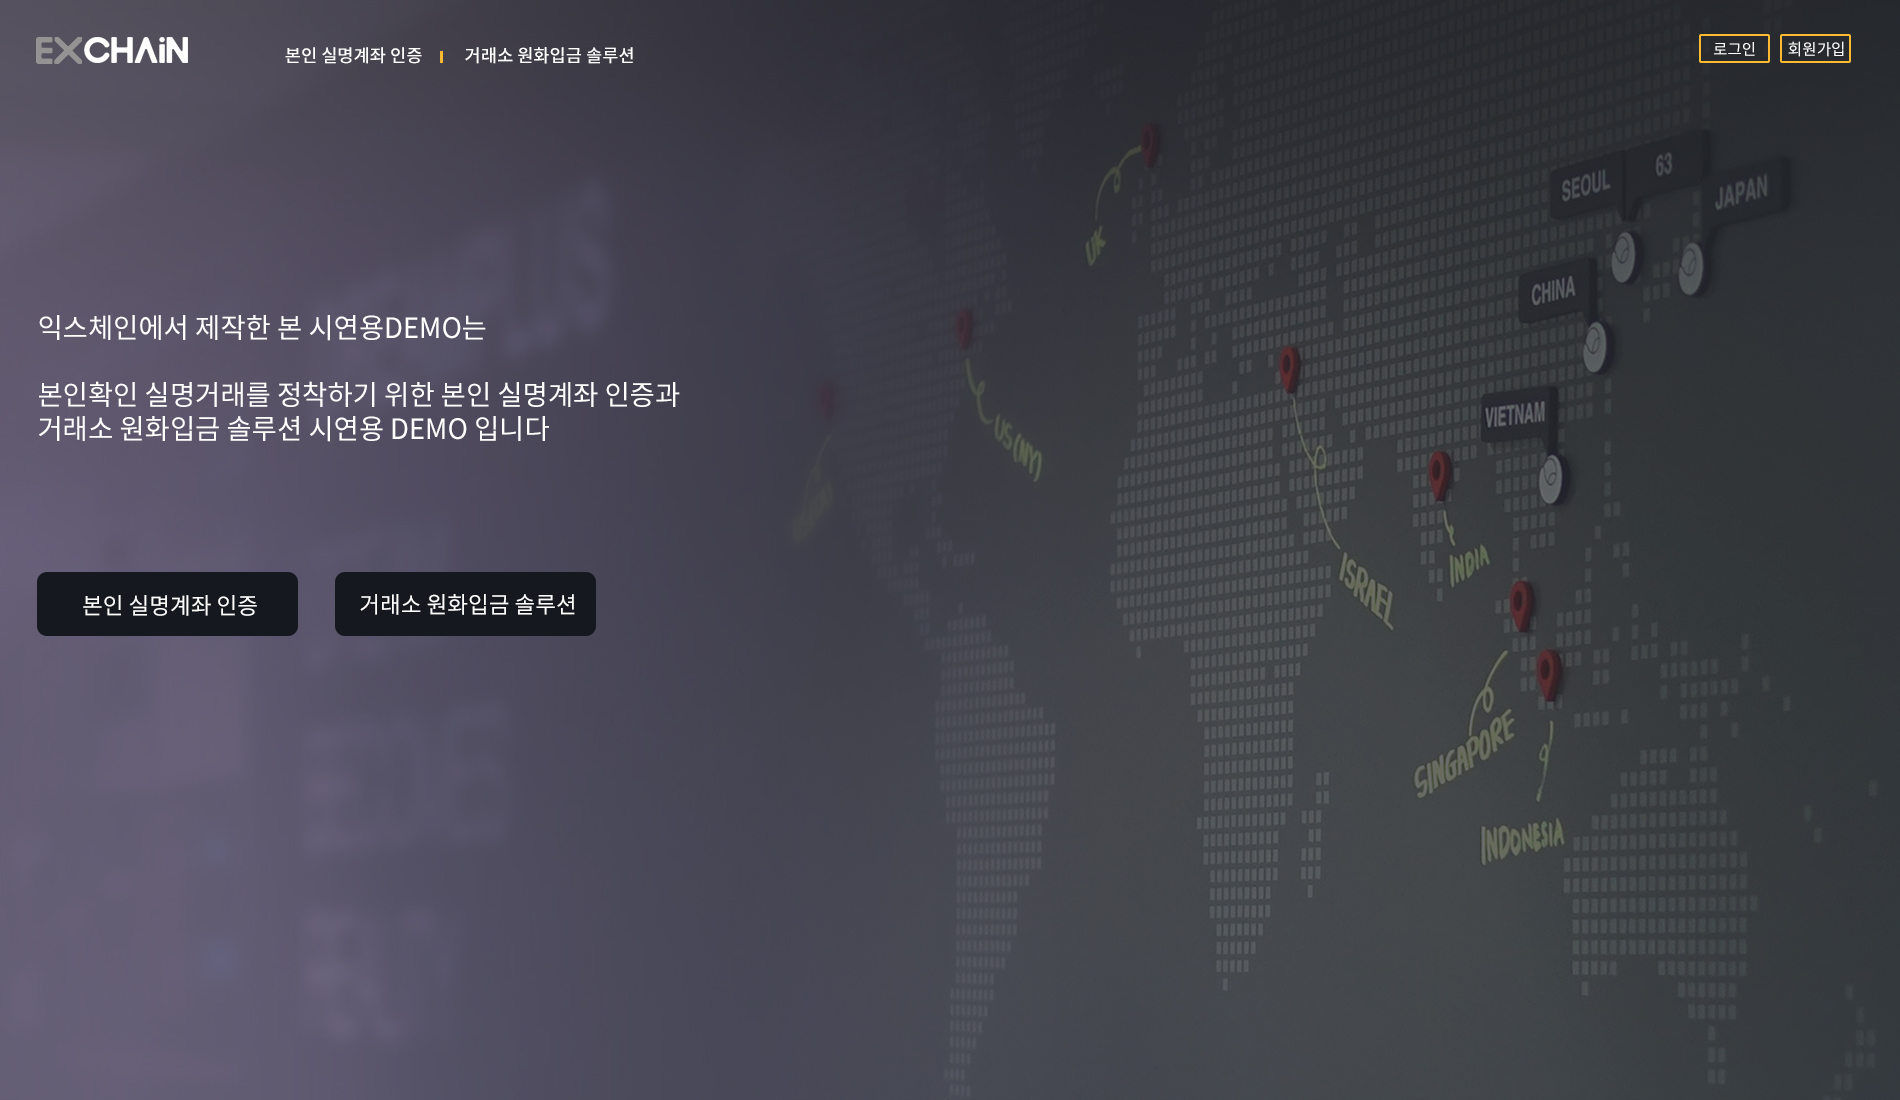 EXCHAiN
본인 실명계좌 인증
거래소 원화입금 솔루션
로그인
회원가입
63
SEOUL
JAPAN
UK
CHINA
익스체인에서 제작한 본 시연용DEMO는
본인확인 실명거래를 정착하기 위한 본인 실명계좌 인증과
거래소 원화입금 솔루션 시연용 DEMO 입니다
VIETNAM
US(NY)
INDIA
ISRAEL
본인 실명계좌 인증
거래소 원화입금 솔루션
SINGAPORE
INDONESIA